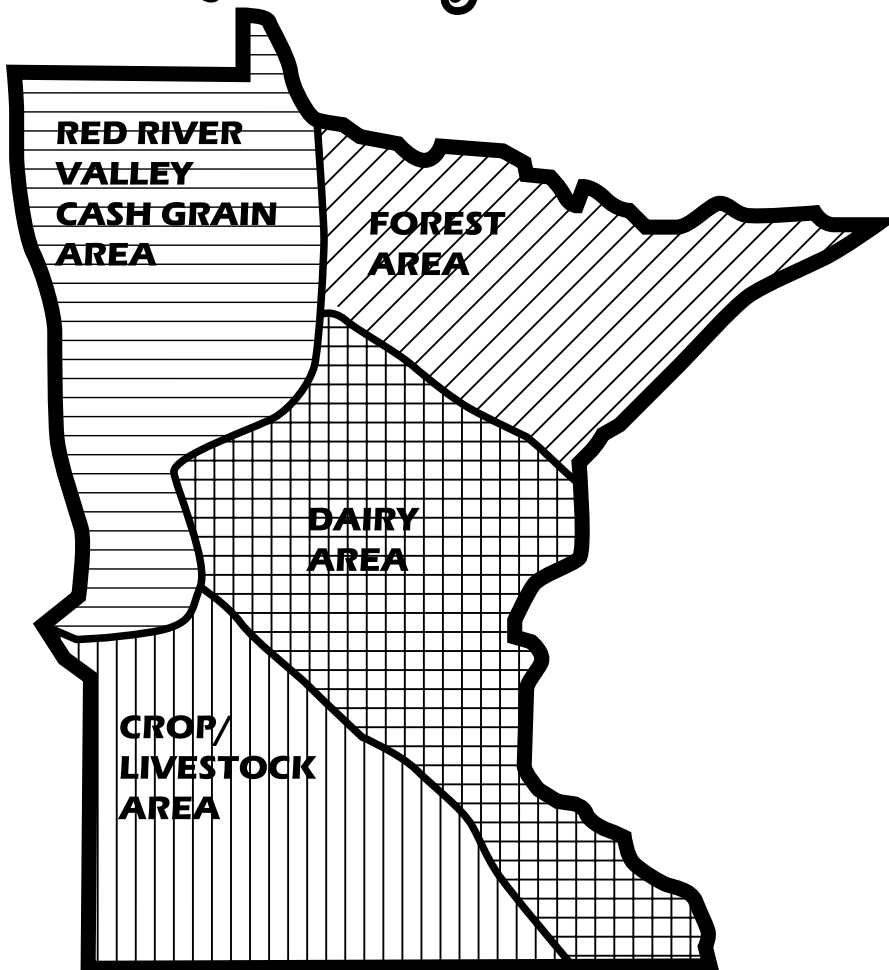 RED RIVER
VALLEY
CASH GRAIN
AREA
FOREST
AREA
DAIRY
AREA
CROP/
LIVESTOCK
AREA